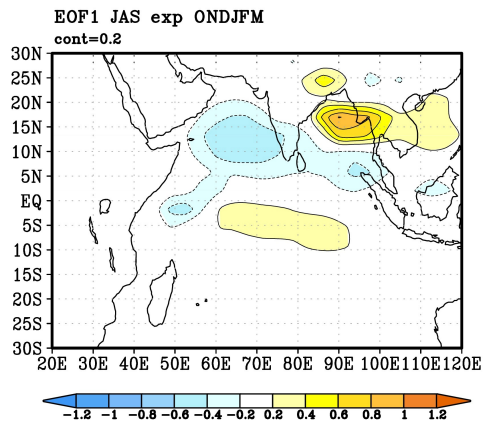 EOF1 JAS exp ONDJFM
cont=0.2
30N
25N
20N
15N
10N
5N
EQ
5S
10S
15S
20S
25S
30S
20E 30E 40E 50E 60E 70E 80E 90E 100E 110E 120E
-1.2 -1 -0.8 -0.6 -0.4 -0.2 0.2 0.4 0.6 0.8 1 1.2